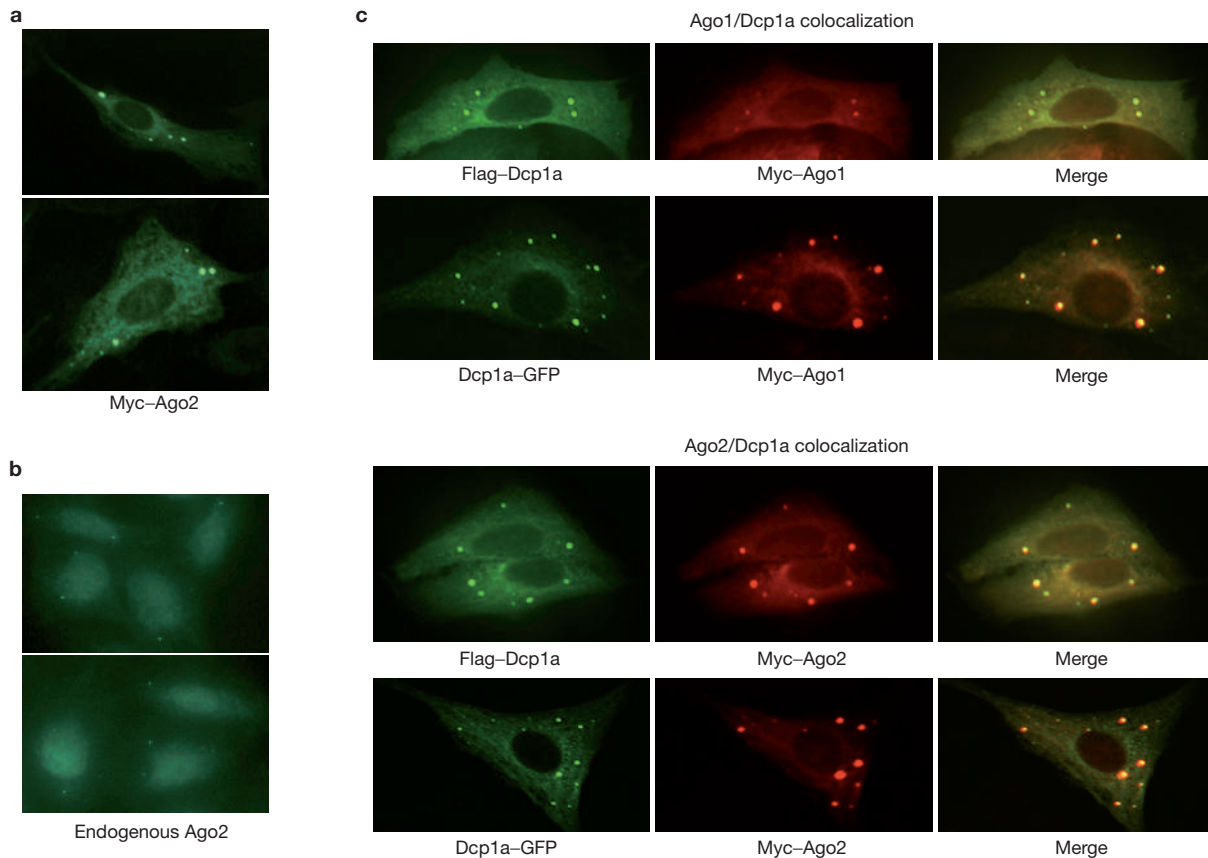 a
Myc–Ago2
b
Endogenous Ago2
c
Ago1/Dcp1a colocalization
Flag–Dcp1a
Myc–Ago1
Merge
Dcp1a–GFP
Myc–Ago1
Merge
Ago2/Dcp1a colocalization
Flag–Dcp1a
Myc–Ago2
Merge
Dcp1a–GFP
Myc–Ago2
Merge